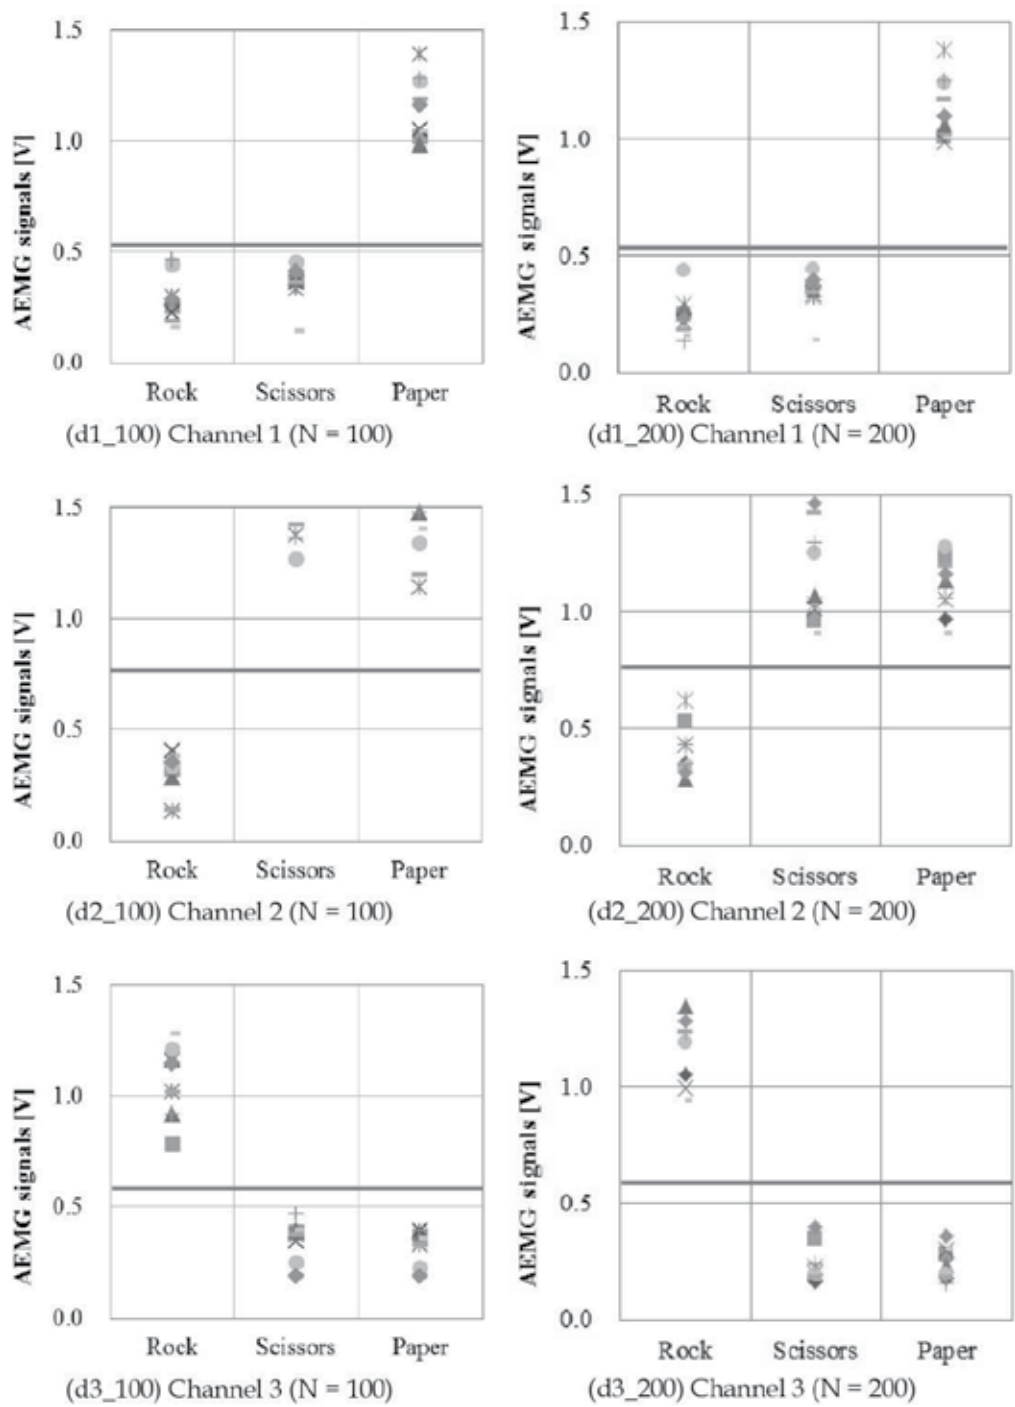 1.5
1.0
0.5
0.0
AEMG signals [V]
Rock Scissors Paper
(d1_100) Channel 1 (N = 100)
1.5
1.0
0.5
0.0
AEMG signals [V]
Rock Scissors Paper
(d1_200) Channel 1 (N = 200)
1.5
1.0
0.5
0.0
AEMG signals [V]
Rock Scissors Paper
(d2_100) Channel 2 (N = 100)
1.5
1.0
0.5
0.0
AEMG signals [V]
Rock Scissors Paper
(d2_200) Channel 2 (N = 200)
1.5
1.0
0.5
0.0
AEMG signals [V]
Rock Scissors Paper
(d3_100) Channel 3 (N = 100)
1.5
1.0
0.5
0.0
AEMG signals [V]
Rock Scissors Paper
(d3_200) Channel 3 (N = 200)